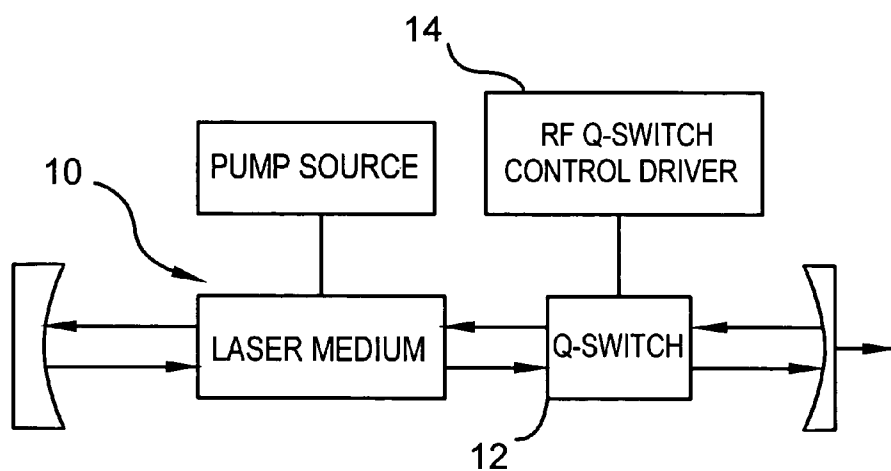 14
RF Q-SWITCH
CONTROL DRIVER
PUMP SOURCE
10
LASER MEDIUM
Q-SWITCH
12